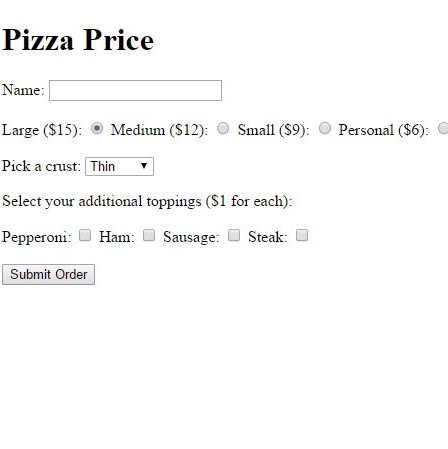 Pizza Price
Name:
Large ($15): Medium ($12): Small ($9): Personal ($6):
Pick a crust: Thin
Select your additional toppings ($1 for each):
Pepperoni: Ham: Sausage: Steak:
Submit Order